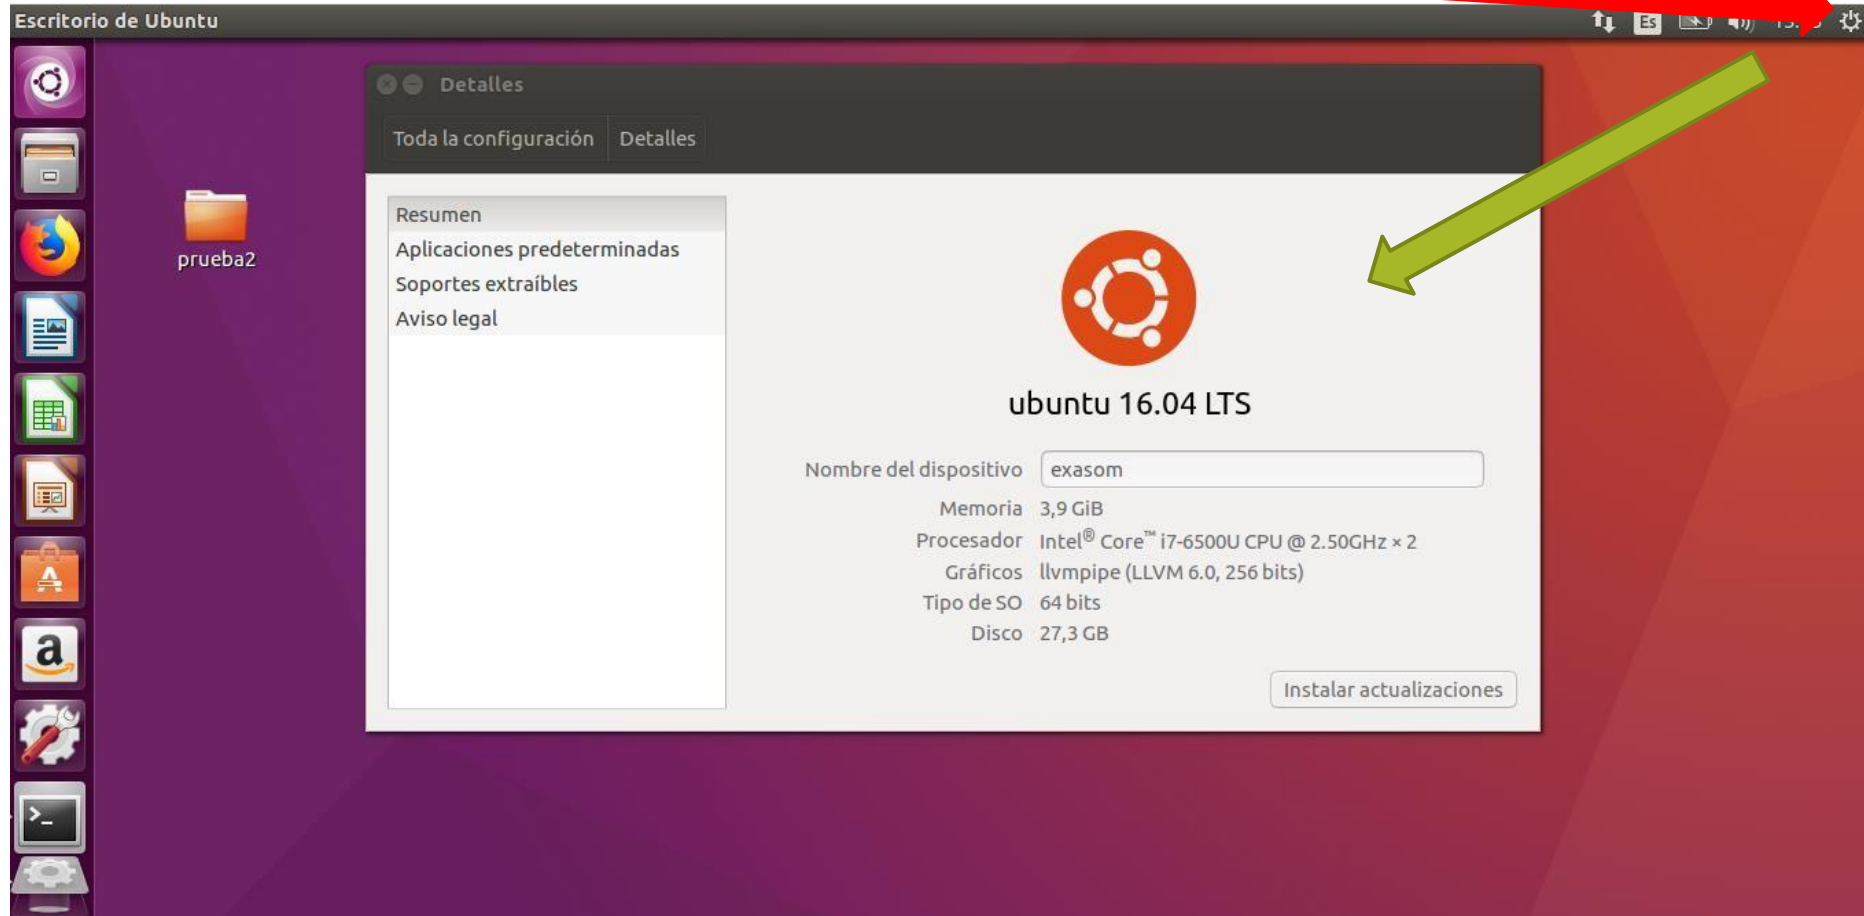 Escritorio de Ubuntu
Es
Detalles
Toda la configuración Detalles
prueba2
Resumen
Aplicaciones predeterminadas
Soportes extraíbles
Aviso legal
ubuntu 16.04 LTS
Nombre del dispositivo exasom
Memoria 3,9 GiB
Procesador Intel® Core™ i7-6500U CPU @ 2.50GHz × 2
Gráficos llvmpipe (LLVM 6.0, 256 bits)
Tipo de SO 64 bits
Disco 27,3 GB
Instalar actualizaciones